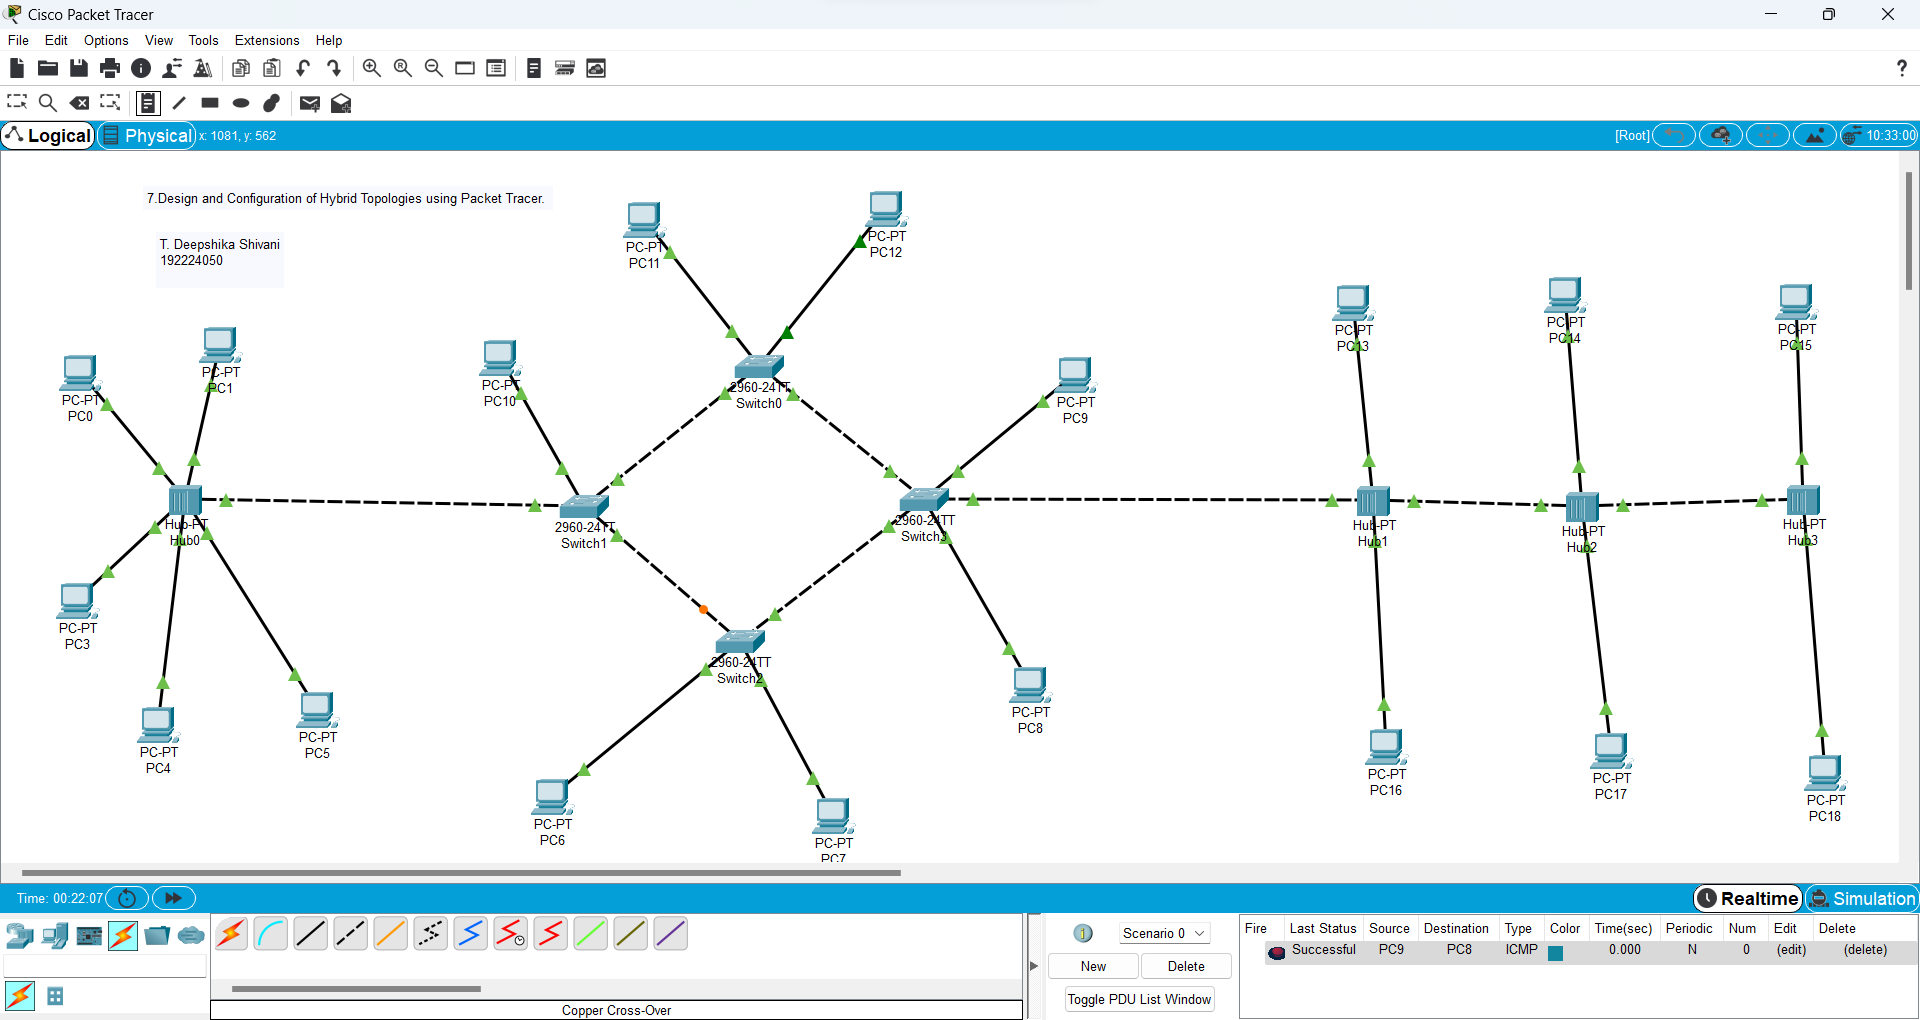 Cisco Packet Tracer
File Edit Options View Tools Extensions Help
Logical Physical x: 1081, y: 562 [Root] 10:33:00
7.Design and Configuration of Hybrid Topologies using Packet Tracer.
T. Deepshika Shivani
192224050
PC-PT
PC11
PC-PT
PC12
PC-PT
PC13
PC-PT
PC14
PC-PT
PC15
PC-PT
PC0
PC-PT
PC1
PC-PT
PC10
2960-24TT
Switch0
PC-PT
PC9
Hub-PT
Hub0
2960-24TT
Switch1
2960-24TT
Switch3
Hub-PT
Hub1
Hub-PT
Hub2
Hub-PT
Hub3
PC-PT
PC3
2960-24TT
Switch2
PC-PT
PC8
PC-PT
PC4
PC-PT
PC5
PC-PT
PC16
PC-PT
PC17
PC-PT
PC18
PC-PT
PC6
PC-PT
PC7
Time: 00:22:07 Realtime Simulation
Scenario 0
New Delete
Toggle PDU List Window
Fire Last Status Source Destination Type Color Time(sec) Periodic Num Edit Delete
Successful PC9 PC8 ICMP 0.000 N 0 (edit) (delete)
Copper Cross-Over